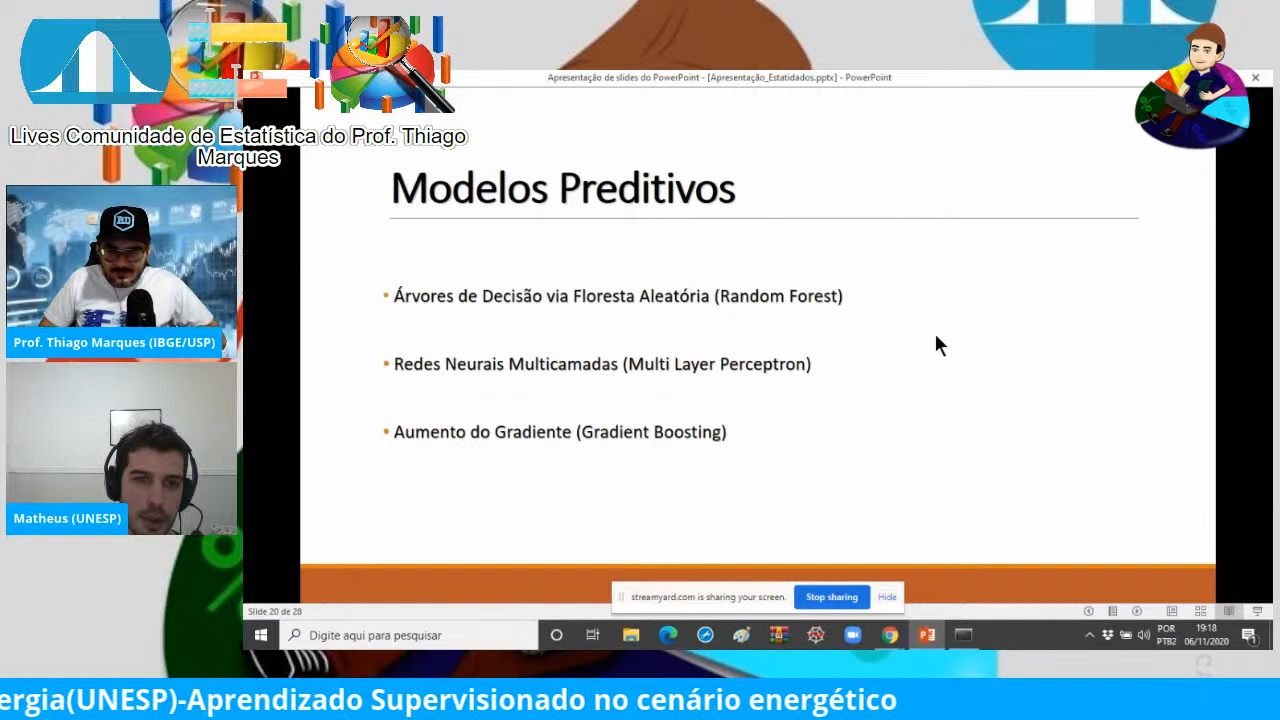 Lives Comunidade de Estatística do Prof. Thiago
Marques
Apresentação de slides do PowerPoint - [Apresentação_Estatidados.pptx] - PowerPoint
Modelos Preditivos
• Árvores de Decisão via Floresta Aleatória (Random Forest)
• Redes Neurais Multicamadas (Multi Layer Perceptron)
• Aumento do Gradiente (Gradient Boosting)
Prof. Thiago Marques (IBGE/USP)
Matheus (UNESP)
streamyard.com is sharing your screen. Stop sharing Hide
Slide 20 de 28
Digite aqui para pesquisar
POR
PTB2
19:18
06/11/2020
ergia(UNESP)-Aprendizado Supervisionado no cenário energético